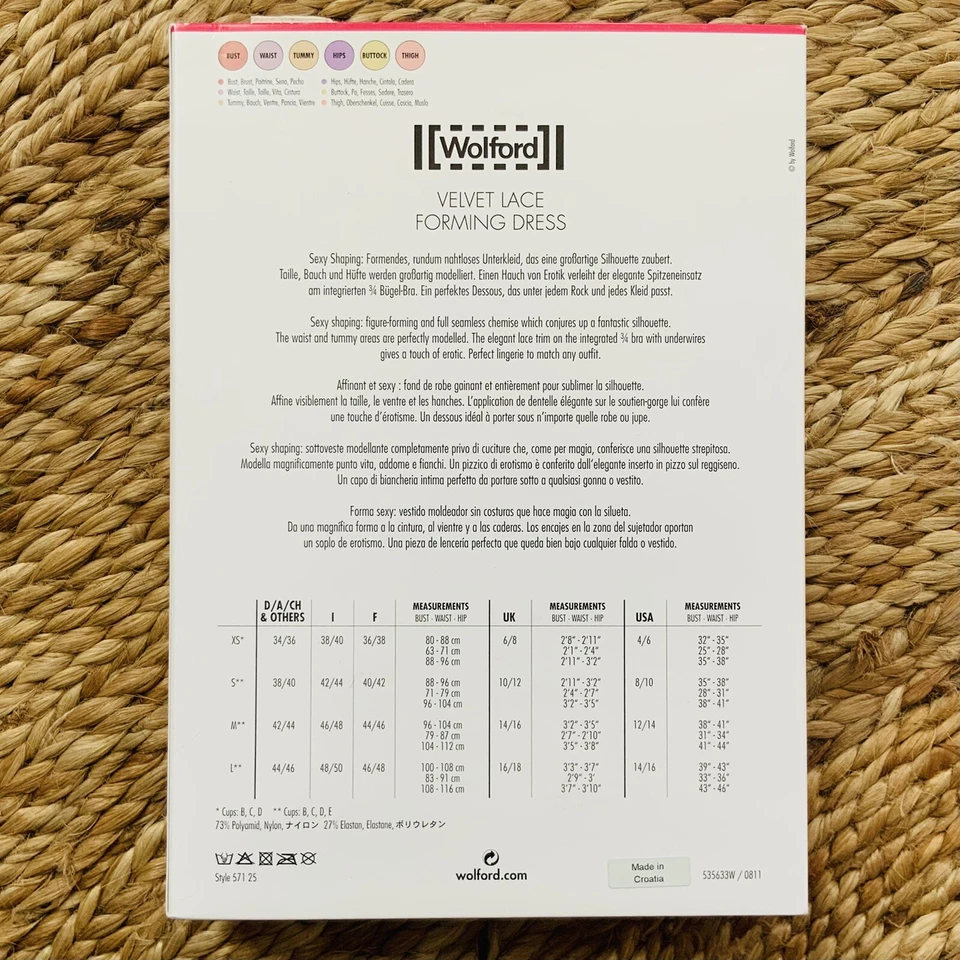 BUST WAIST TUMMY HIPS BUTTOCK THIGH
Bust, Brust, Poitrine, Seno, Pecho
Waist, Taille, Taille, Vita, Cintura
Tummy, Bauch, Ventre, Pancia, Vientre
Hips, Hüfte, Hanche, Cintola, Cadera
Buttock, Po, Fesses, Sedere, Trasero
Thigh, Oberschenkel, Cuisse, Coscia, Muslo
Wolford
© by Wolford
VELVET LACE
FORMING DRESS
Sexy Shaping: Formendes, rundum nahtloses Unterkleid, das eine großartige Silhouette zaubert.
Taille, Bauch und Hüfte werden großartig modelliert. Einen Hauch von Erotik verleiht der elegante Spitzeneinsatz
am integrierten ¾ Bügel-Bra. Ein perfektes Dessous, das unter jedem Rock und jedes Kleid passt.
Sexy shaping: figure-forming and full seamless chemise which conjures up a fantastic silhouette.
The waist and tummy areas are perfectly modelled. The elegant lace trim on the integrated ¾ bra with underwires
gives a touch of erotic. Perfect lingerie to match any outfit.
Affinant et sexy : fond de robe gainant et entièrement pour sublimer la silhouette.
Affine visiblement la taille, le ventre et les hanches. L'application de dentelle élégante sur le soutien-gorge lui confère
une touche d'érotisme. Un dessous idéal à porter sous n'importe quelle robe ou jupe.
Sexy shaping: sottoveste modellante completamente privo di cuciture che, come per magia, conferisce una silhouette strepitosa.
Modella magnificamente punto vita, addome e fianchi. Un pizzico di erotismo è conferito dall'elegante inserto in pizzo sul reggiseno.
Un capo di biancheria intima perfetto da portare sotto a qualsiasi gonna o vestito.
Forma sexy: vestido moldeador sin costuras que hace magia con la silueta.
Da una magnífica forma a la cintura, al vientre y a las caderas. Los encajes en la zona del sujetador aportan
un soplo de erotismo. Una pieza de lencería perfecta que queda bien bajo cualquier falda o vestido.
D/A/CH & OTHERS I F MEASUREMENTS BUST - WAIST - HIP UK MEASUREMENTS BUST - WAIST - HIP USA MEASUREMENTS BUST - WAIST - HIP
XS* 34/36 38/40 36/38 80 - 88 cm 6/8 2'8" - 2'11" 4/6 32" - 35"
63 - 71 cm 2'1" - 2'4" 25" - 28"
88 - 96 cm 2'11" - 3'2" 35" - 38"
S** 38/40 42/44 40/42 88 - 96 cm 10/12 2'11" - 3'2" 8/10 35" - 38"
71 - 79 cm 2'4" - 2'7" 28" - 31"
96 - 104 cm 3'2" - 3'5" 38" - 41"
M** 42/44 46/48 44/46 96 - 104 cm 14/16 3'2" - 3'5" 12/14 38" - 41"
79 - 87 cm 2'7" - 2'10" 31" - 34"
104 - 112 cm 3'5" - 3'8" 41" - 44"
L** 44/46 48/50 46/48 100 - 108 cm 16/18 3'3" - 3'7" 14/16 39" - 43"
83 - 91 cm 2'9" - 3' 33" - 36"
108 - 116 cm 3'7" - 3'10" 43" - 46"
* Cups: B, C, D ** Cups: B, C, D, E
73% Polyamid, Nylon, ナイロン 27% Elastan, Elastane, ポリウレタン
Style 571 25
wolford.com
Made in
Croatia
535633W / 0811